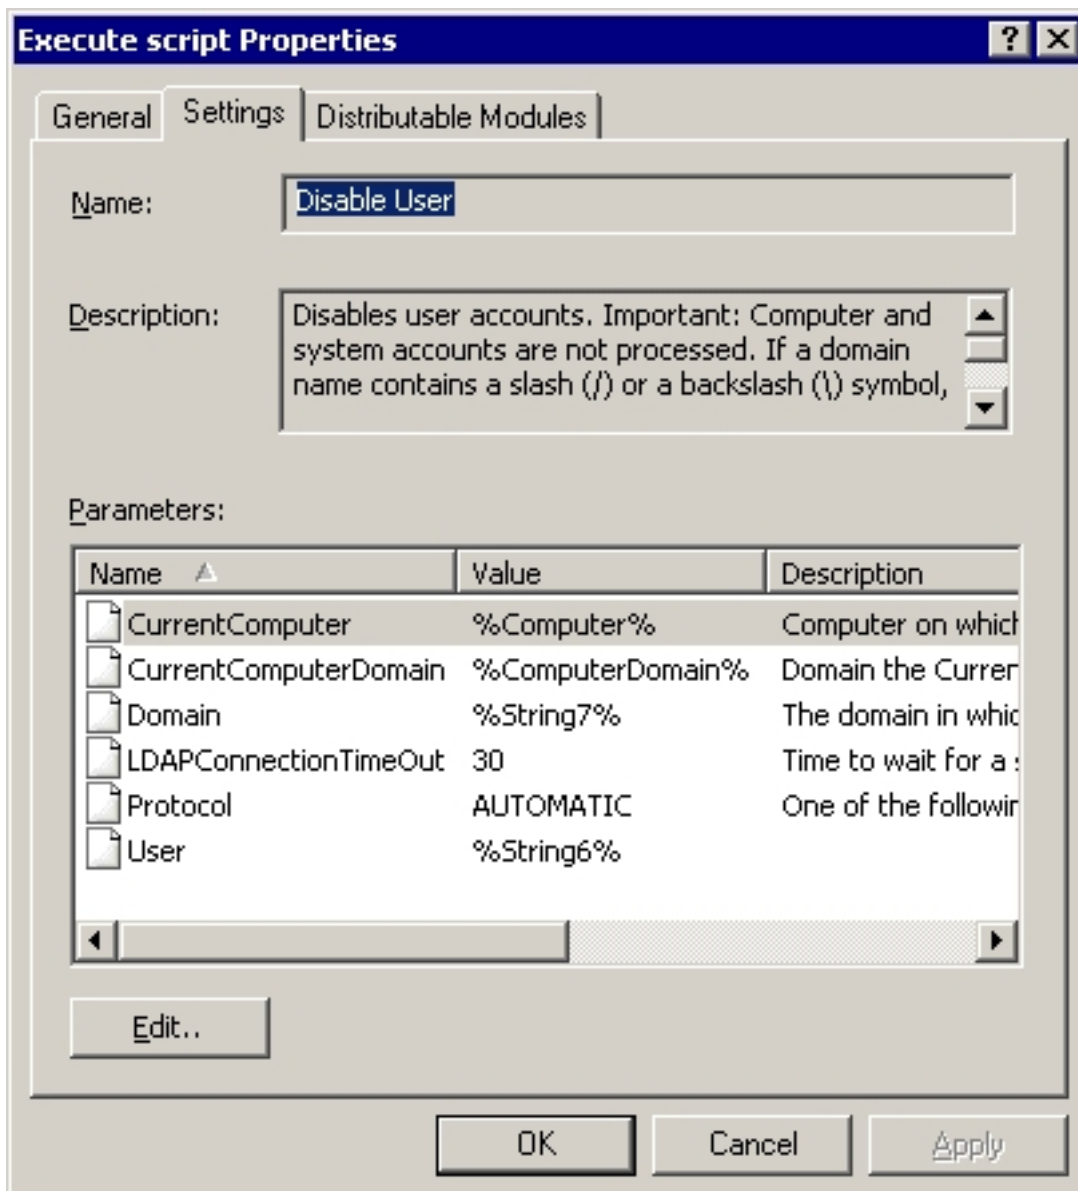 Execute script Properties
General Settings Distributable Modules
Name: Disable User
Description: Disables user accounts. Important: Computer and
system accounts are not processed. If a domain
name contains a slash (/) or a backslash (\) symbol,
Parameters:
Name Value Description
CurrentComputer %Computer% Computer on which
CurrentComputerDomain %ComputerDomain% Domain the Curren
Domain %String7% The domain in whic
LDAPConnectionTimeOut 30 Time to wait for a s
Protocol AUTOMATIC One of the followin
User %String6%
Edit..
OK Cancel Apply